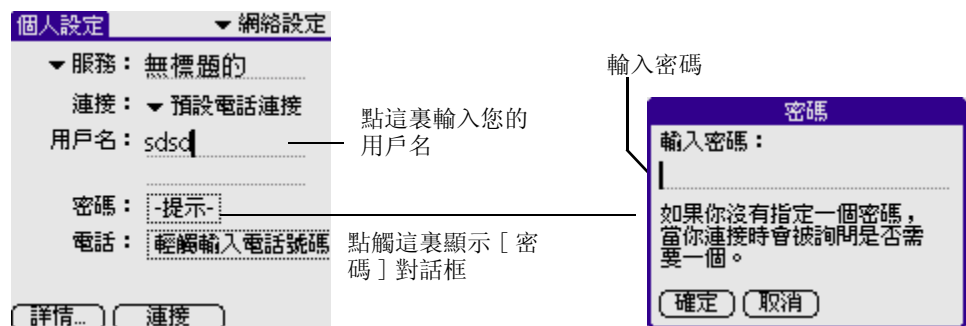 個人設定
網絡設定
服務：無標題的
連接：預設電話連接
用戶名：sdsd
密碼：-提示-
電話：輕觸輸入電話號碼
詳情…
連接
點這裏輸入您的
用戶名
點觸這裏顯示［密
碼］對話框
輸入密碼
密碼
輸入密碼：
如果你沒有指定一個密碼，
當你連接時會被詢問是否需
要一個。
確定
取消